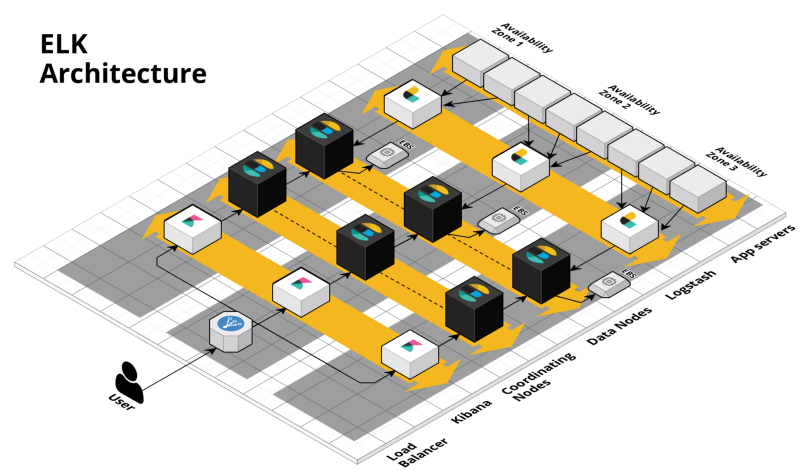 ELK
Architecture
Availability
Zone 1
Availability
Zone 2
Availability
Zone 3
EBS
EBS
EBS
User
Load
Balancer
Kibana
Coordinating
Nodes
Data Nodes
Logstash
App servers